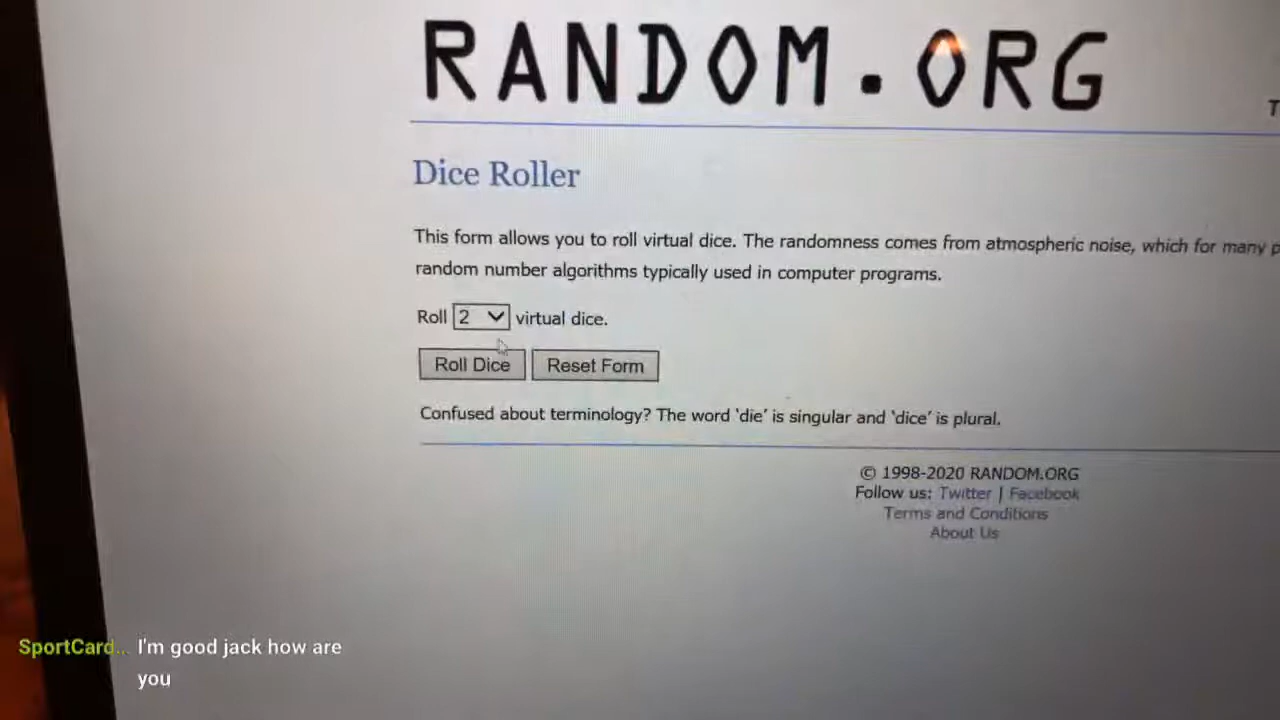 RANDOM.ORG
T
Dice Roller
This form allows you to roll virtual dice. The randomness comes from atmospheric noise, which for many p
random number algorithms typically used in computer programs.
Roll 2 virtual dice.
Roll Dice Reset Form
Confused about terminology? The word ‘die’ is singular and ‘dice’ is plural.
© 1998-2020 RANDOM.ORG
Follow us: Twitter | Facebook
Terms and Conditions
About Us
SportCard... I'm good jack how are
you